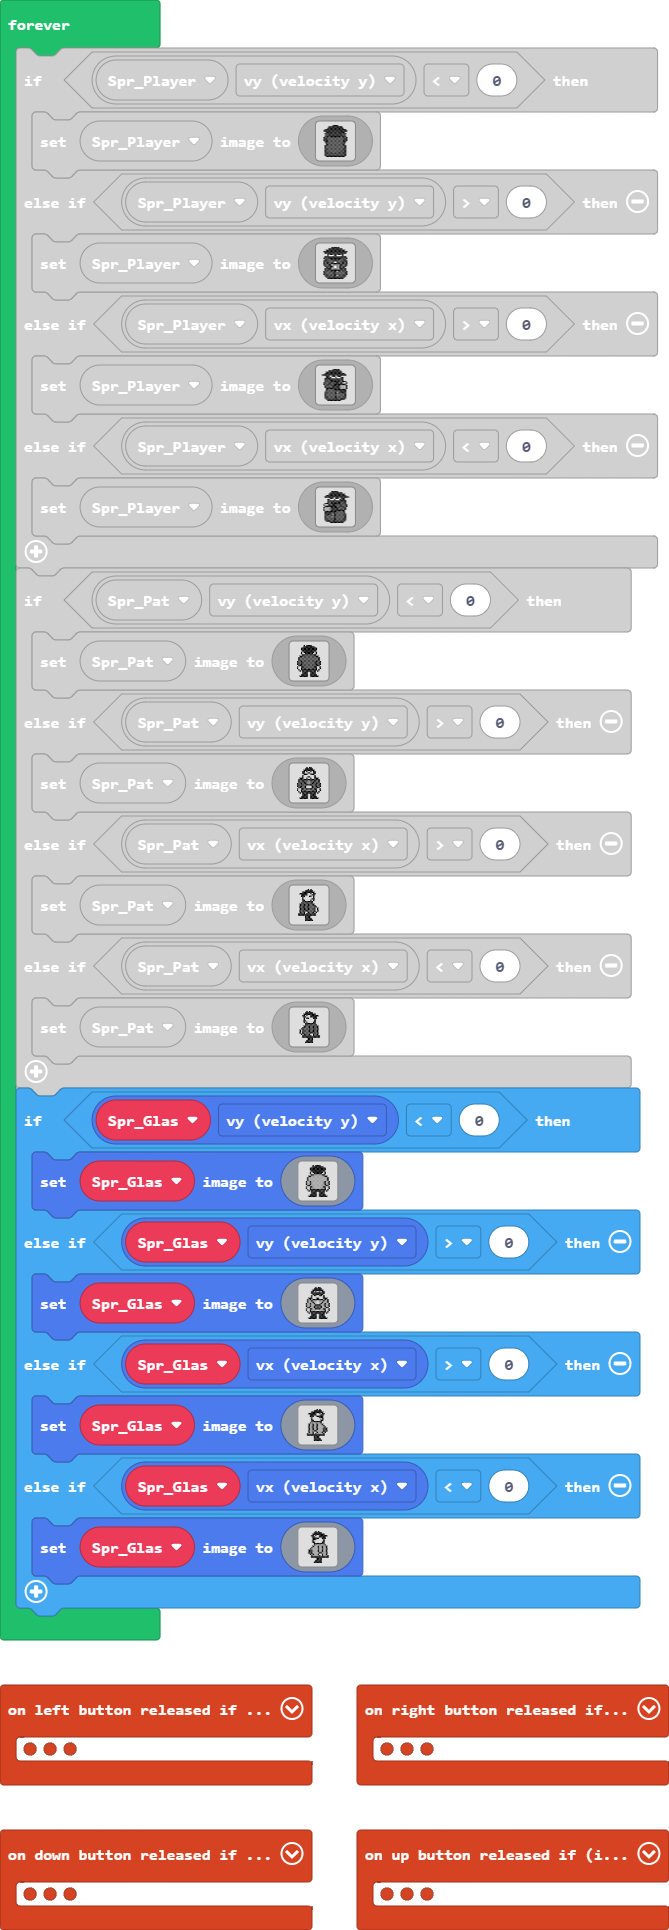 forever
if Spr_Player vy (velocity y) < 0 then
set Spr_Player image to
else if Spr_Player vy (velocity y) > 0 then
set Spr_Player image to
else if Spr_Player vx (velocity x) > 0 then
set Spr_Player image to
else if Spr_Player vx (velocity x) < 0 then
set Spr_Player image to
if Spr_Pat vy (velocity y) < 0 then
set Spr_Pat image to
else if Spr_Pat vy (velocity y) > 0 then
set Spr_Pat image to
else if Spr_Pat vx (velocity x) > 0 then
set Spr_Pat image to
else if Spr_Pat vx (velocity x) < 0 then
set Spr_Pat image to
if Spr_Glas vy (velocity y) < 0 then
set Spr_Glas image to
else if Spr_Glas vy (velocity y) > 0 then
set Spr_Glas image to
else if Spr_Glas vx (velocity x) > 0 then
set Spr_Glas image to
else if Spr_Glas vx (velocity x) < 0 then
set Spr_Glas image to
on left button released if ...
on right button released if...
on down button released if ...
on up button released if (i...